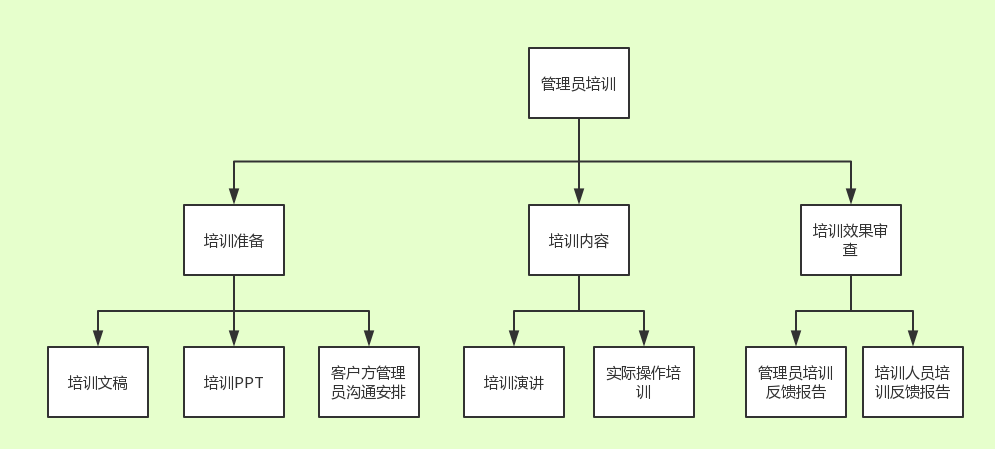 管理员培训
培训准备
培训内容
培训效果审
查
培训文稿
培训PPT
客户方管理
员沟通安排
培训演讲
实际操作培
训
管理员培训
反馈报告
培训人员培
训反馈报告